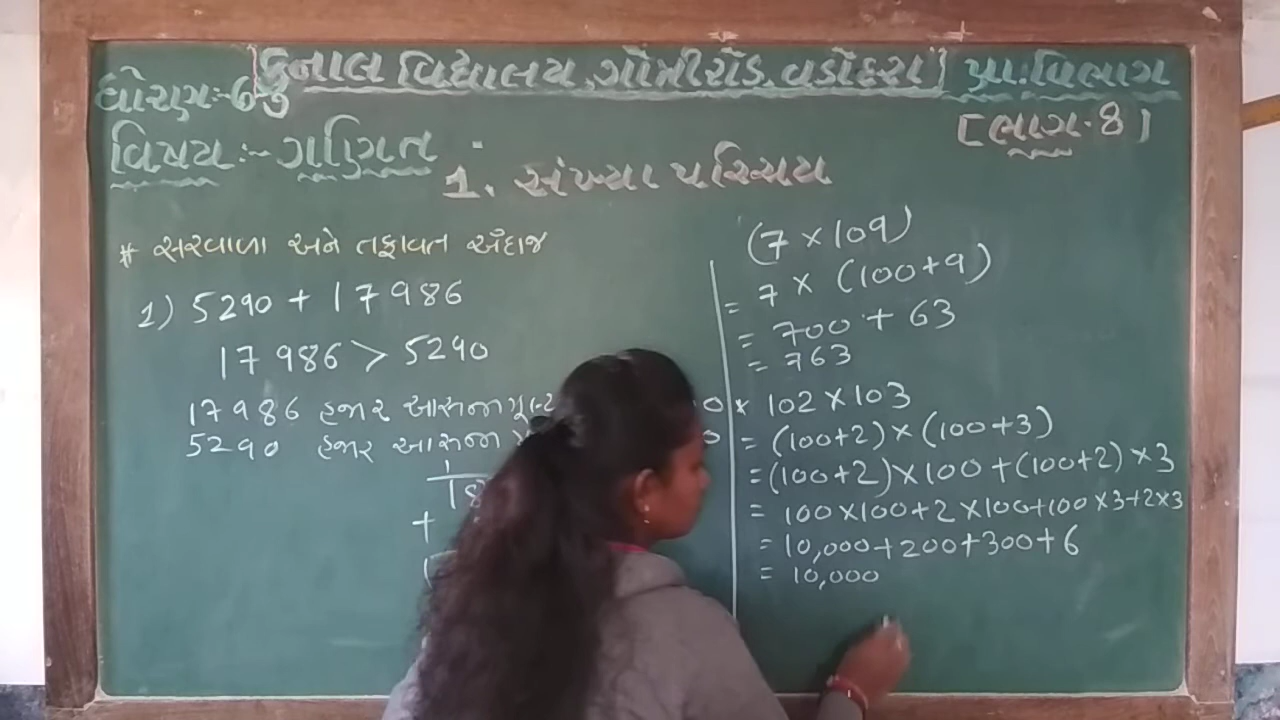 કુનાલ વિદ્યાલય, ગોત્રીરોડ, વડોદરા પ્રા.વિભાગ
ધોરણ:-6
[ભાગ-8]
વિષય:- ગણિત
1. સંખ્યા પરિચય
# સરવાળા અને તફાવત અંદાજ
1) 5290 + 17986
17986 > 5290
17986 હજાર
5290 હજાર
+
(7 × 109)
= 7 × (100+9)
= 700 + 63
= 763
* 102 × 103
= (100+2) × (100+3)
= (100+2) × 100 + (100+2) × 3
= 100 × 100 + 2 × 100 + 100 × 3 + 2 × 3
= 10,000 + 200 + 300 + 6
= 10,000